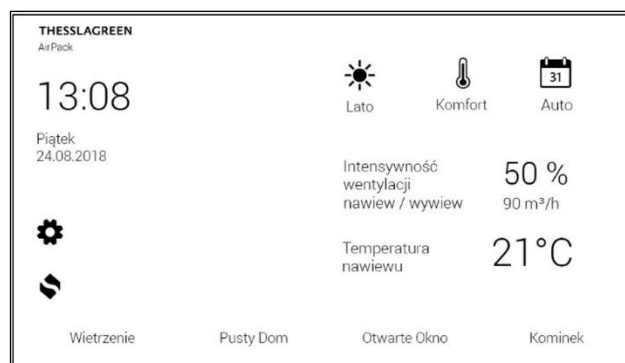 THESSLAGREEN
AirPack
13:08
Piątek
24.08.2018
Lato
Komfort
31
Auto
Intensywność
wentylacji
nawiew / wywiew
50 %
90 m³/h
Temperatura
nawiewu
21°C
Wietrzenie
Pusty Dom
Otwarte Okno
Kominek